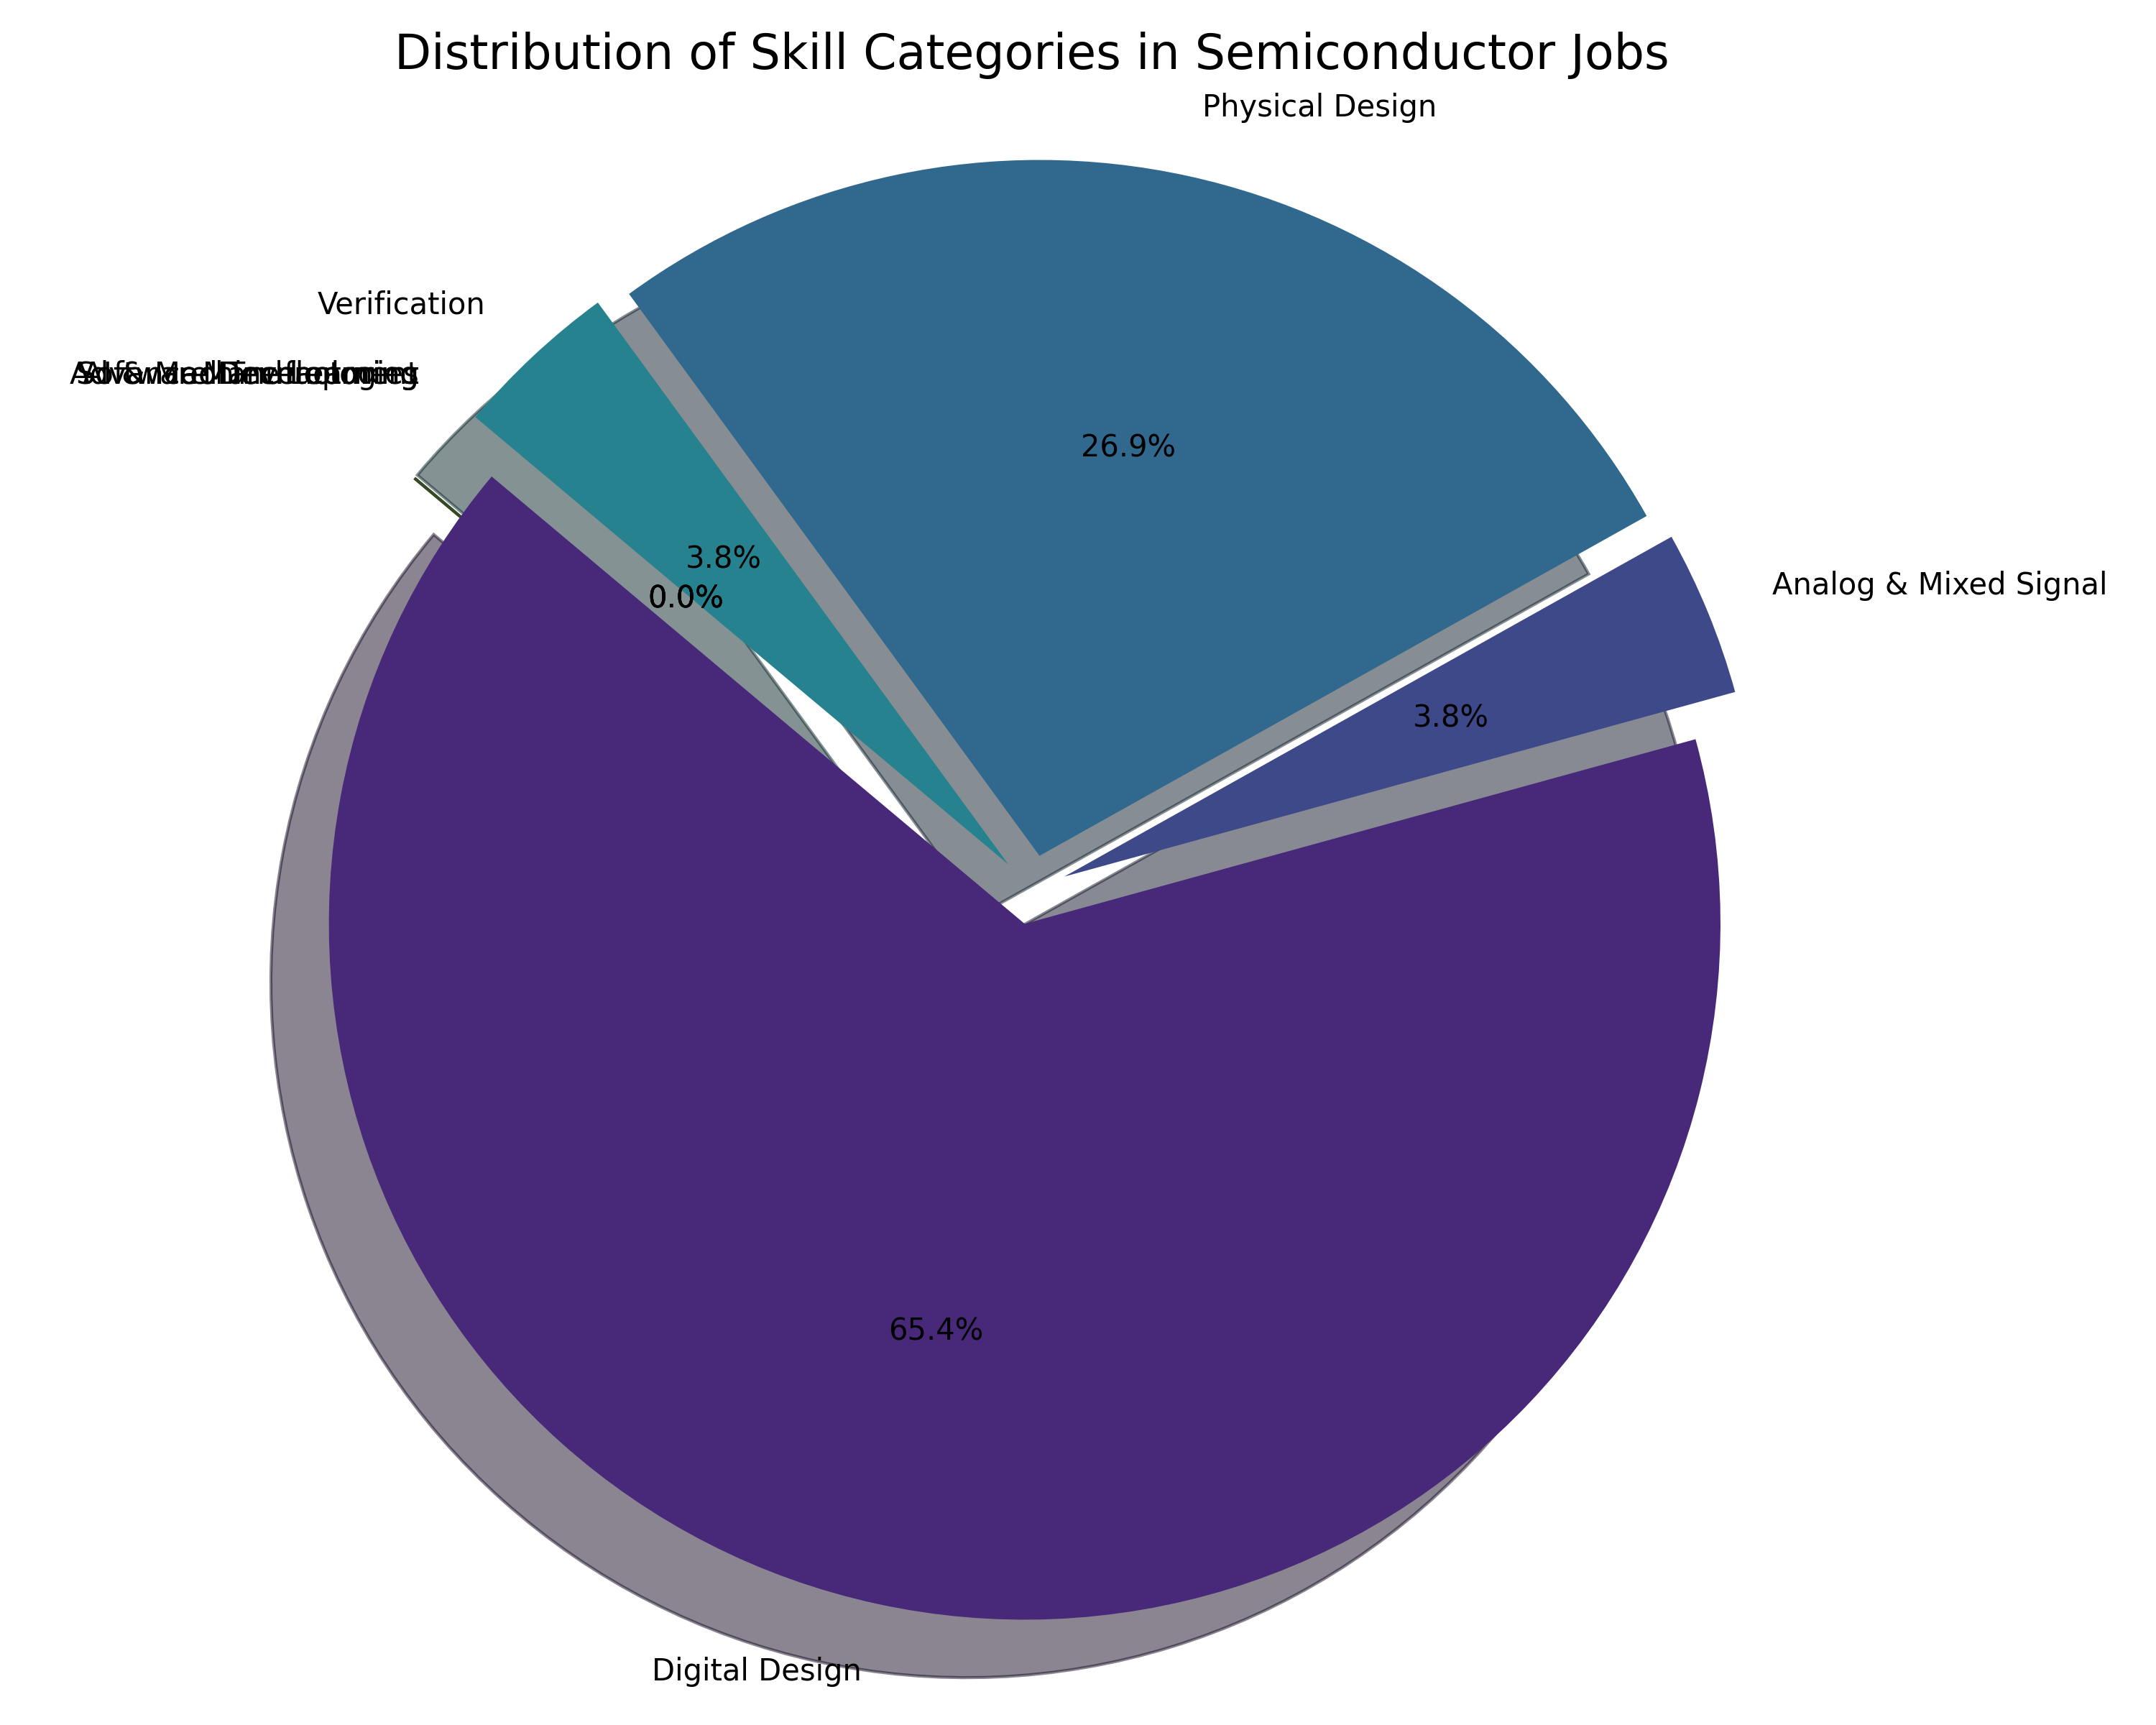 Distribution of Skill Categories in Semiconductor Jobs
Physical Design
Verification
26.9%
3.8%
0.0%
Analog & Mixed Signal
3.8%
65.4%
Digital Design